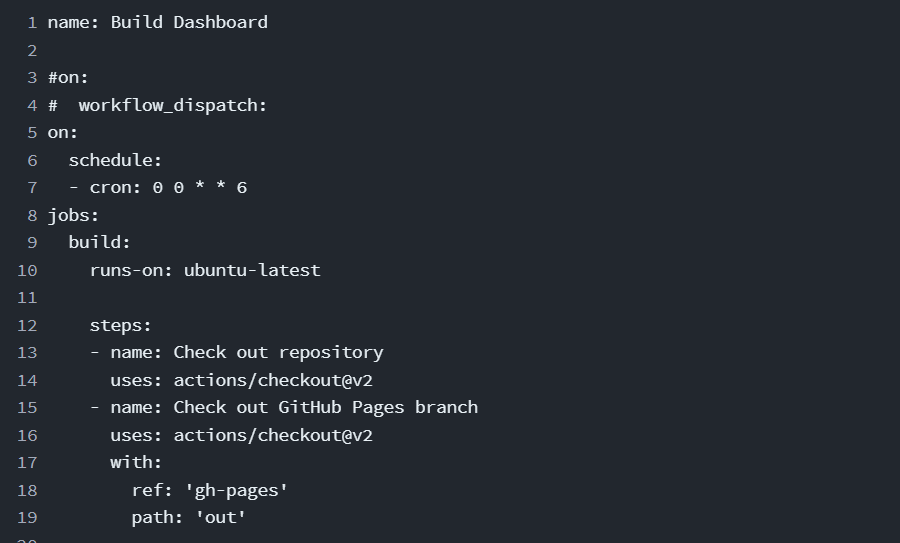 1 name: Build Dashboard
2
3 #on:
4 #  workflow_dispatch:
5 on:
6   schedule:
7   - cron: 0 0 * * 6
8 jobs:
9   build:
10     runs-on: ubuntu-latest
11
12     steps:
13     - name: Check out repository
14       uses: actions/checkout@v2
15     - name: Check out GitHub Pages branch
16       uses: actions/checkout@v2
17       with:
18         ref: 'gh-pages'
19         path: 'out'